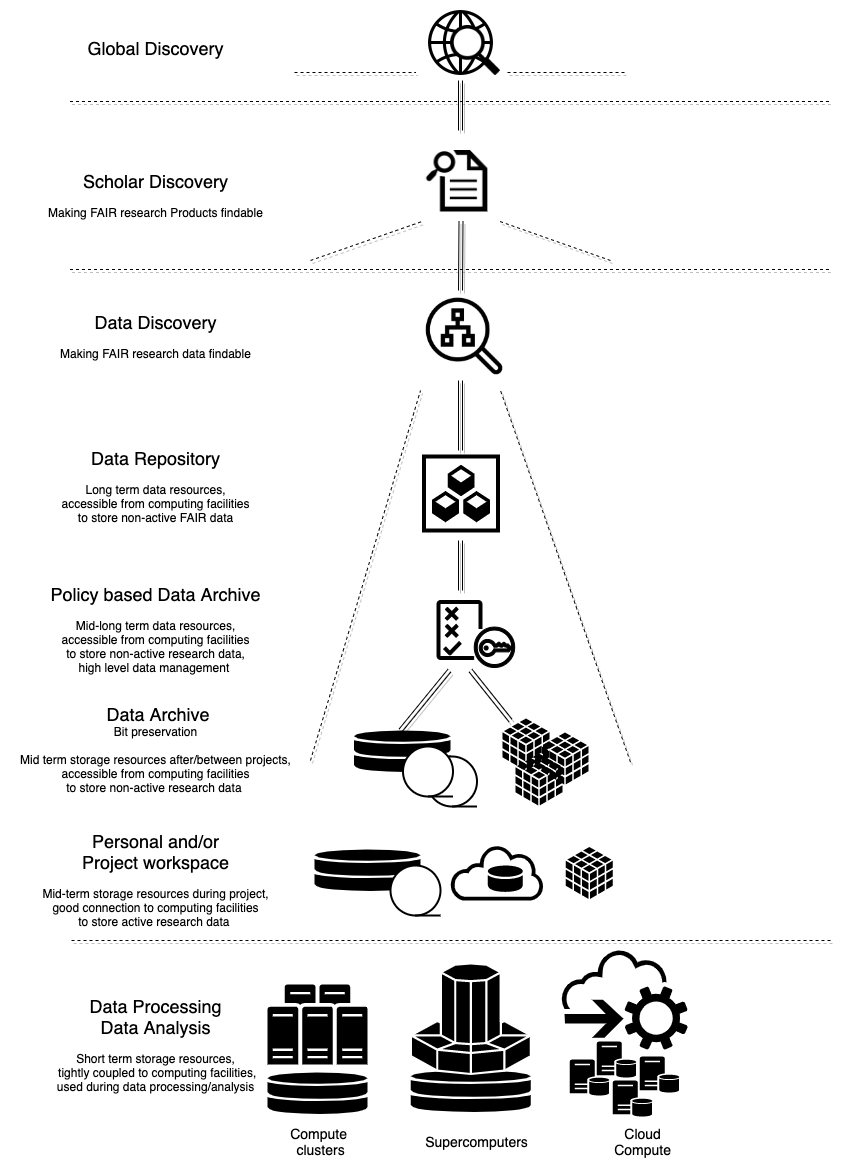 Global Discovery
Scholar Discovery
Making FAIR research Products findable
Data Discovery
Making FAIR research data findable
Data Repository
Long term data resources,
accessible from computing facilities
to store non-active FAIR data
Policy based Data Archive
Mid-long term data resources,
accessible from computing facilities
to store non-active research data,
high level data management
Data Archive
Bit preservation
Mid term storage resources after/between projects,
accessible from computing facilities
to store non-active research data
Personal and/or
Project workspace
Mid-term storage resources during project,
good connection to computing facilities
to store active research data
Data Processing
Data Analysis
Short term storage resources,
tightly coupled to computing facilities,
used during data processing/analysis
Compute
clusters
Supercomputers
Cloud
Compute